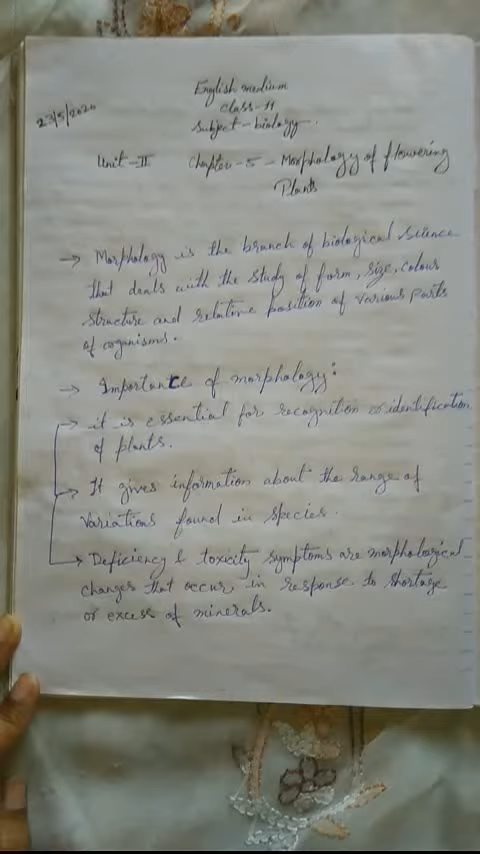 English medium
23/5/2020
Class-11
Subject-biology.
Unit-II Chapter-5-Morphology of flowering
Plants
→ Morphology is the branch of biological science
that deals with the study of form, size, colour
structure and relative position of various parts
of organisms.
→ Importance of morphology:
→ it is essential for recognition or identification
of plants.
→ It gives information about the range of
variations found in species.
→ Deficiency & toxicity symptoms are morphological
changes that occur in response to shortage
or excess of minerals.